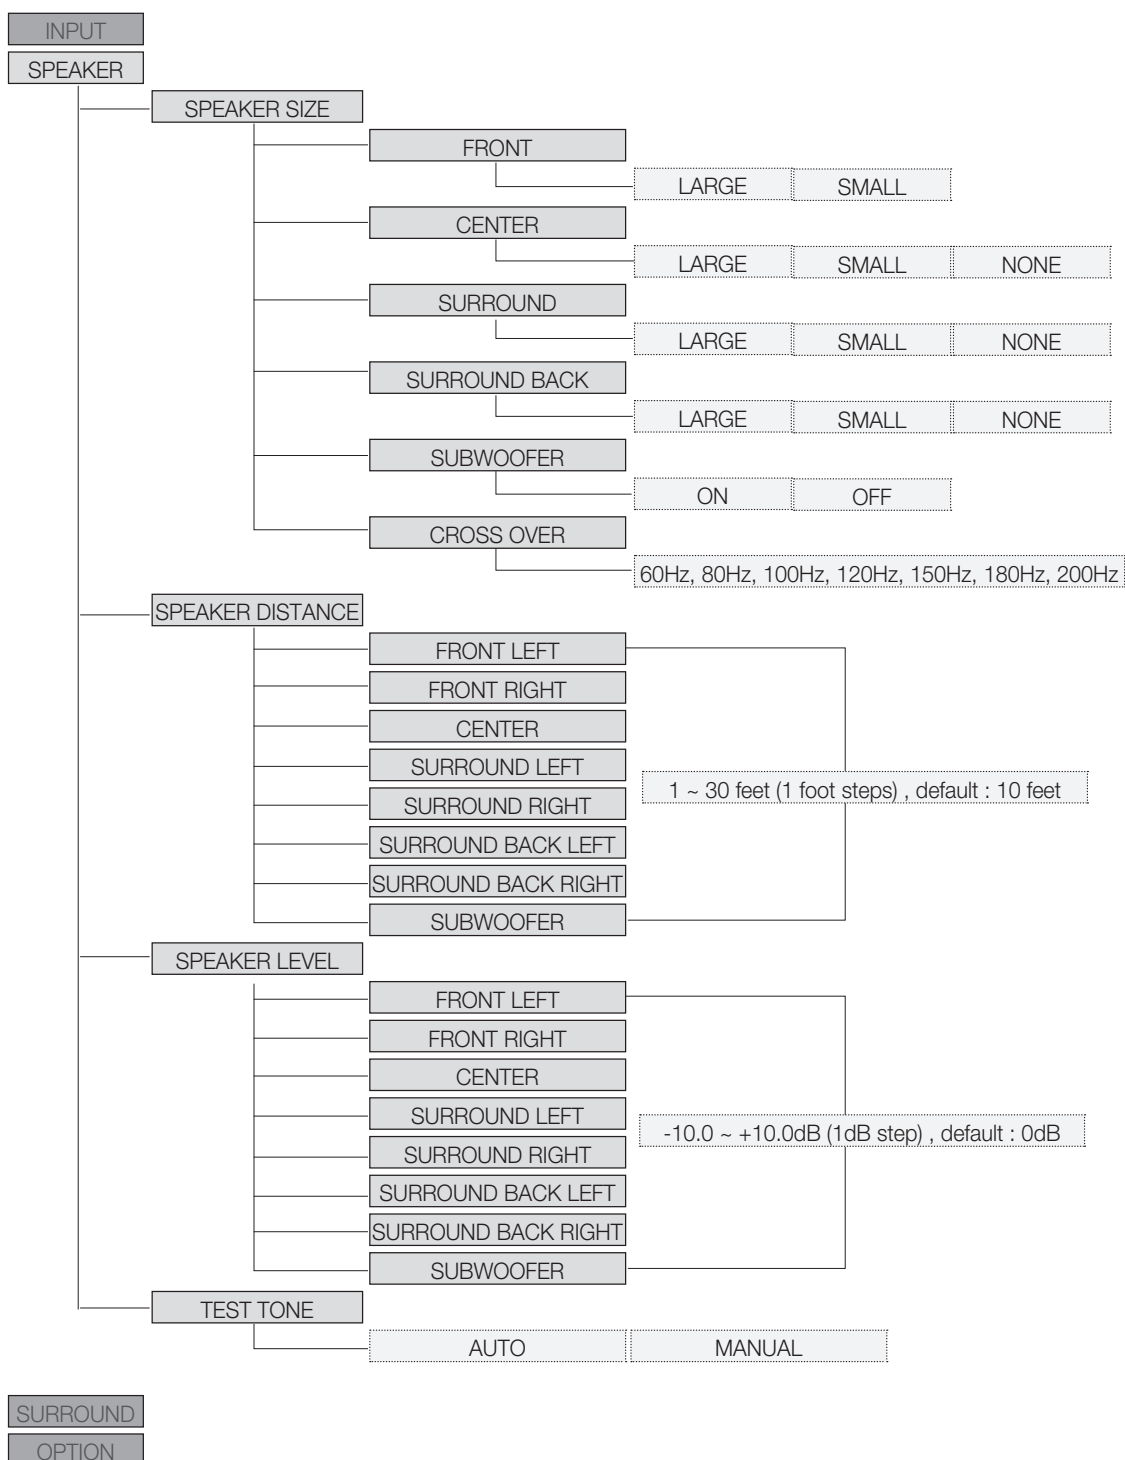 INPUT
SPEAKER
SPEAKER SIZE
FRONT
LARGE SMALL
CENTER
LARGE SMALL NONE
SURROUND
LARGE SMALL NONE
SURROUND BACK
LARGE SMALL NONE
SUBWOOFER
ON OFF
CROSS OVER
60Hz, 80Hz, 100Hz, 120Hz, 150Hz, 180Hz, 200Hz
SPEAKER DISTANCE
FRONT LEFT
FRONT RIGHT
CENTER
SURROUND LEFT
1 ~ 30 feet (1 foot steps) , default : 10 feet
SURROUND RIGHT
SURROUND BACK LEFT
SURROUND BACK RIGHT
SUBWOOFER
SPEAKER LEVEL
FRONT LEFT
FRONT RIGHT
CENTER
SURROUND LEFT
-10.0 ~ +10.0dB (1dB step) , default : 0dB
SURROUND RIGHT
SURROUND BACK LEFT
SURROUND BACK RIGHT
SUBWOOFER
TEST TONE
AUTO MANUAL
SURROUND
OPTION